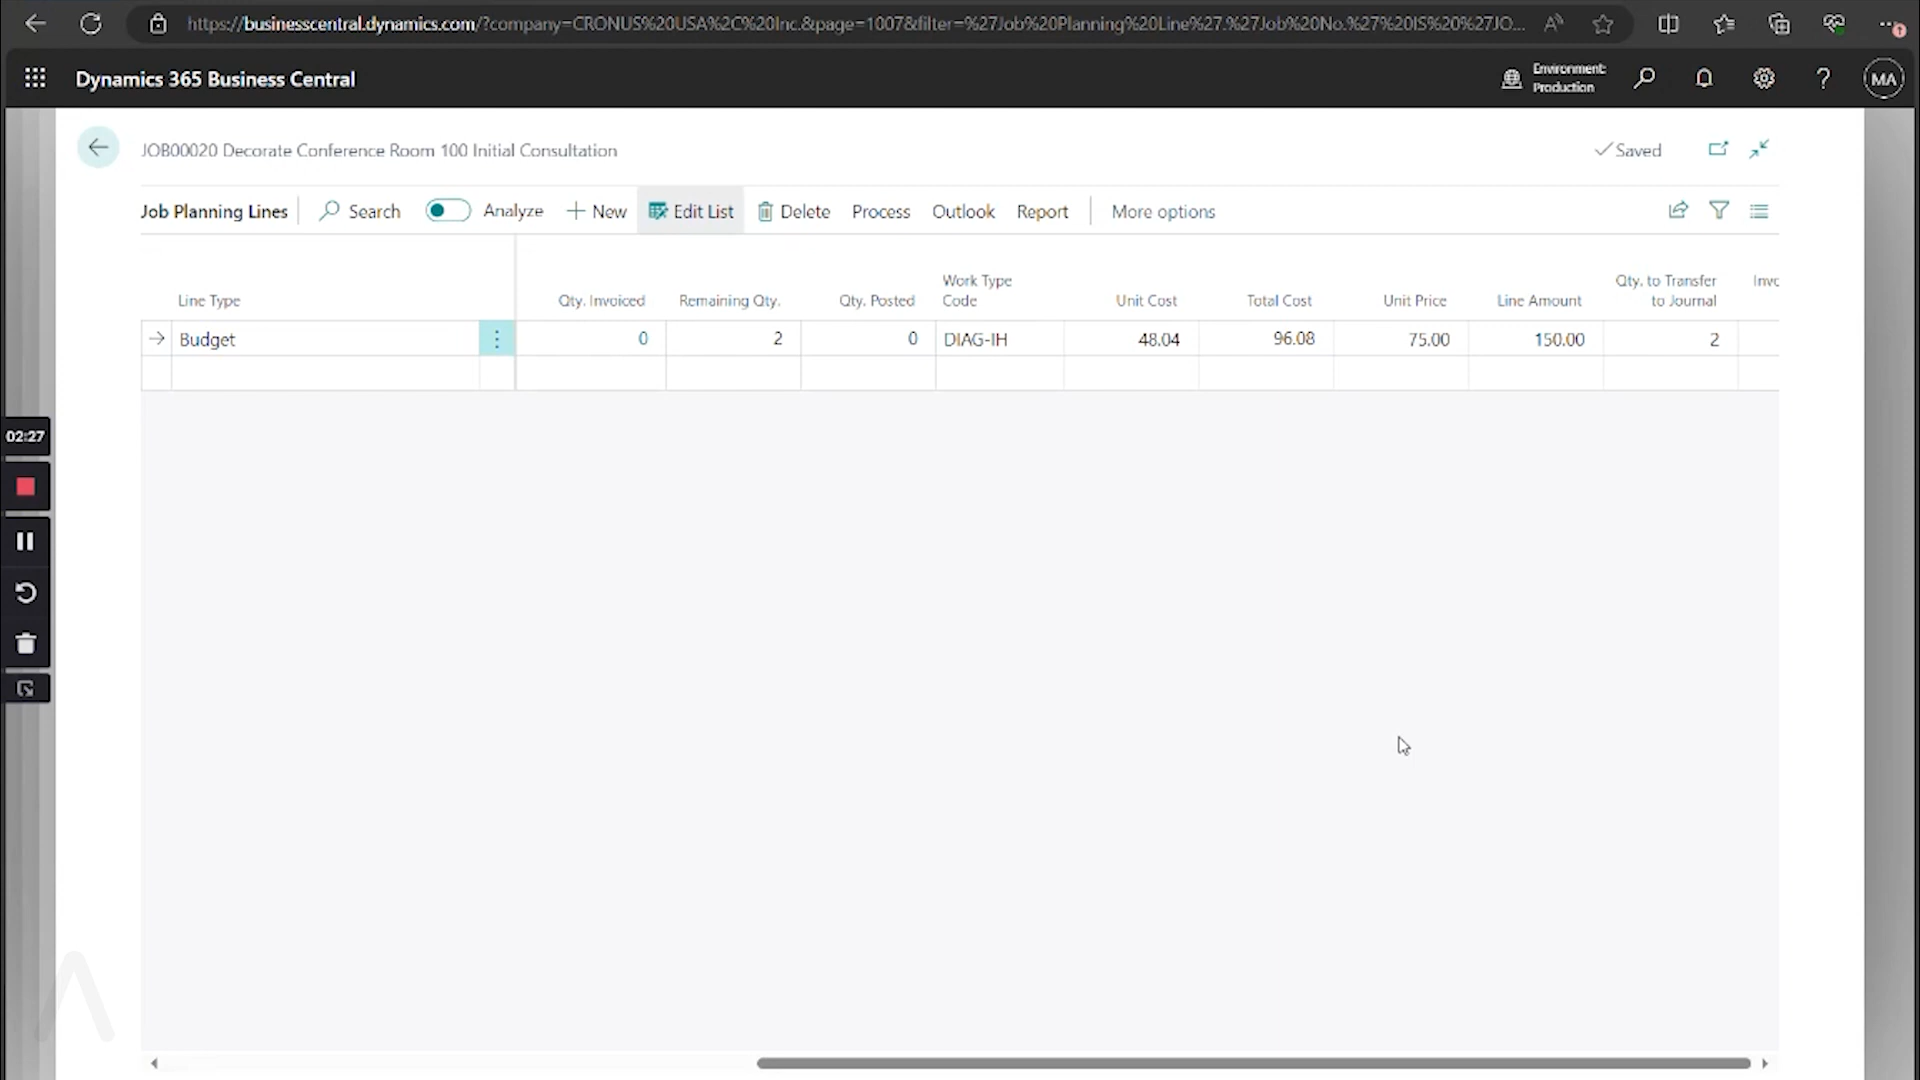 https://businesscentral.dynamics.com/?company=CRONUS%20USA%2C%20Inc.&page=1007&filter=%27Job%20Planning%20Line%27.%27Job%20No.%27%20IS%20%27JO...
Dynamics 365 Business Central
Environment:
Production
MA
JOB00020 Decorate Conference Room 100 Initial Consultation
Saved
Job Planning Lines
Search
Analyze
New
Edit List
Delete
Process
Outlook
Report
More options
Line Type
Qty. Invoiced
Remaining Qty.
Qty. Posted
Work Type
Code
Unit Cost
Total Cost
Unit Price
Line Amount
Qty. to Transfer
to Journal
Invc
Budget
0
2
0
DIAG-IH
48.04
96.08
75.00
150.00
2
02:27